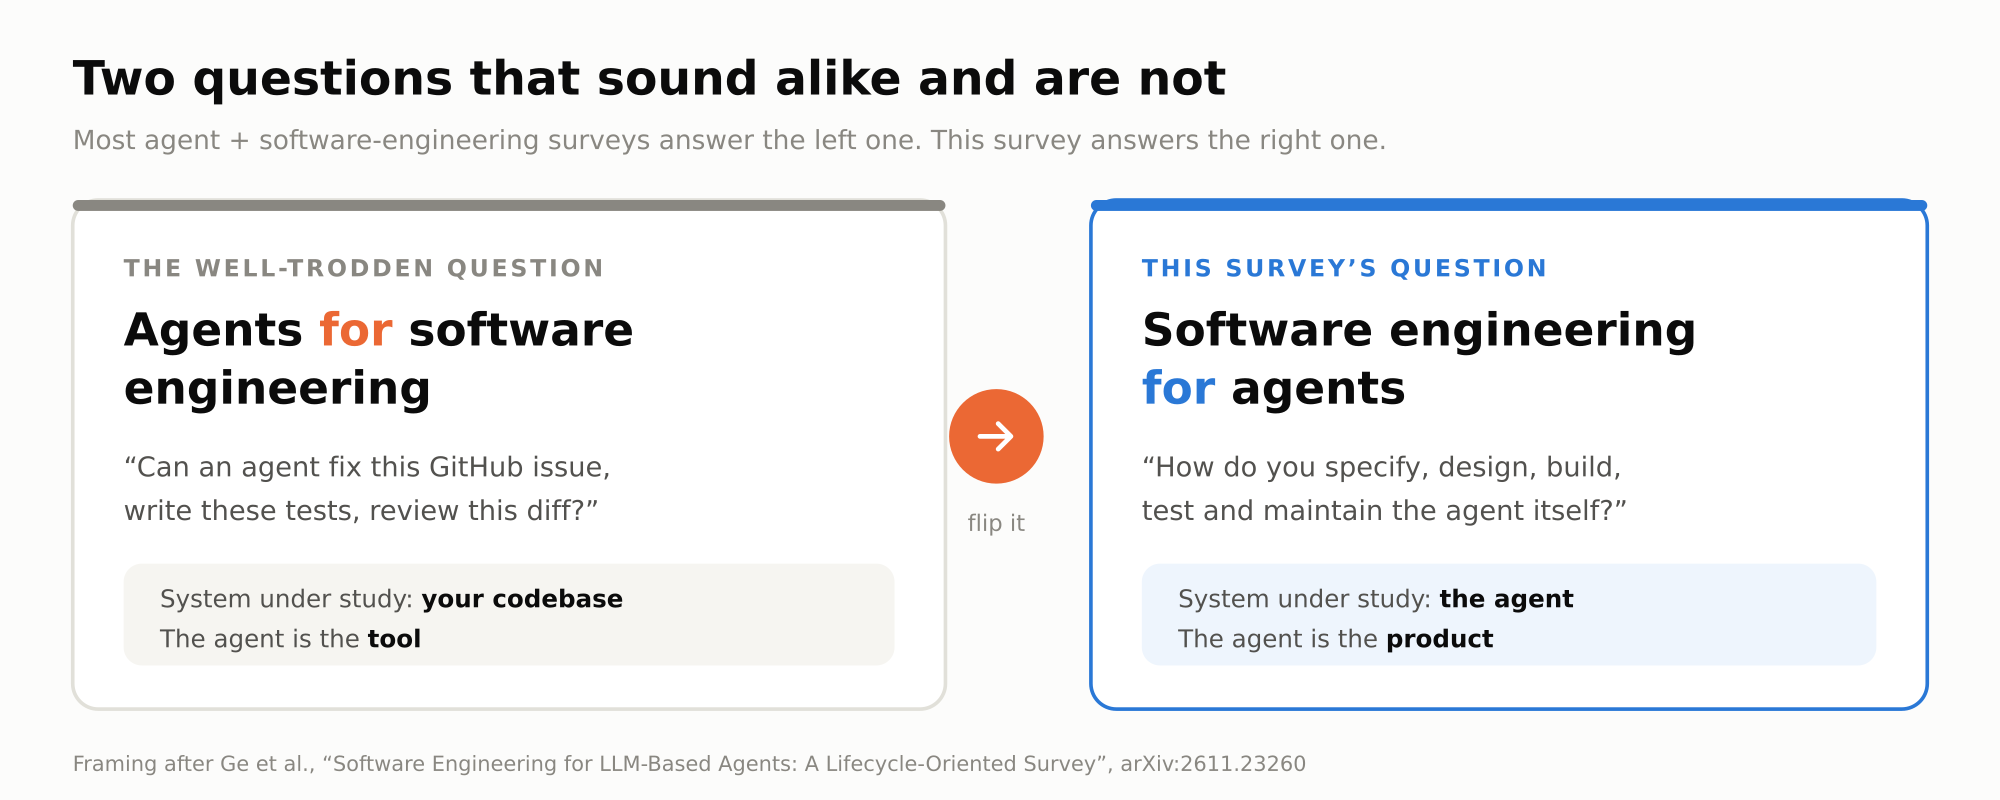 Two questions that sound alike and are not
Most agent + software-engineering surveys answer the left one. This survey answers the right one.
THE WELL-TRODDEN QUESTION
Agents for software
engineering
“Can an agent fix this GitHub issue,
write these tests, review this diff?”
System under study: your codebase
The agent is the tool
flip it
THIS SURVEY’S QUESTION
Software engineering
for agents
“How do you specify, design, build,
test and maintain the agent itself?”
System under study: the agent
The agent is the product
Framing after Ge et al., “Software Engineering for LLM-Based Agents: A Lifecycle-Oriented Survey”, arXiv:2611.23260